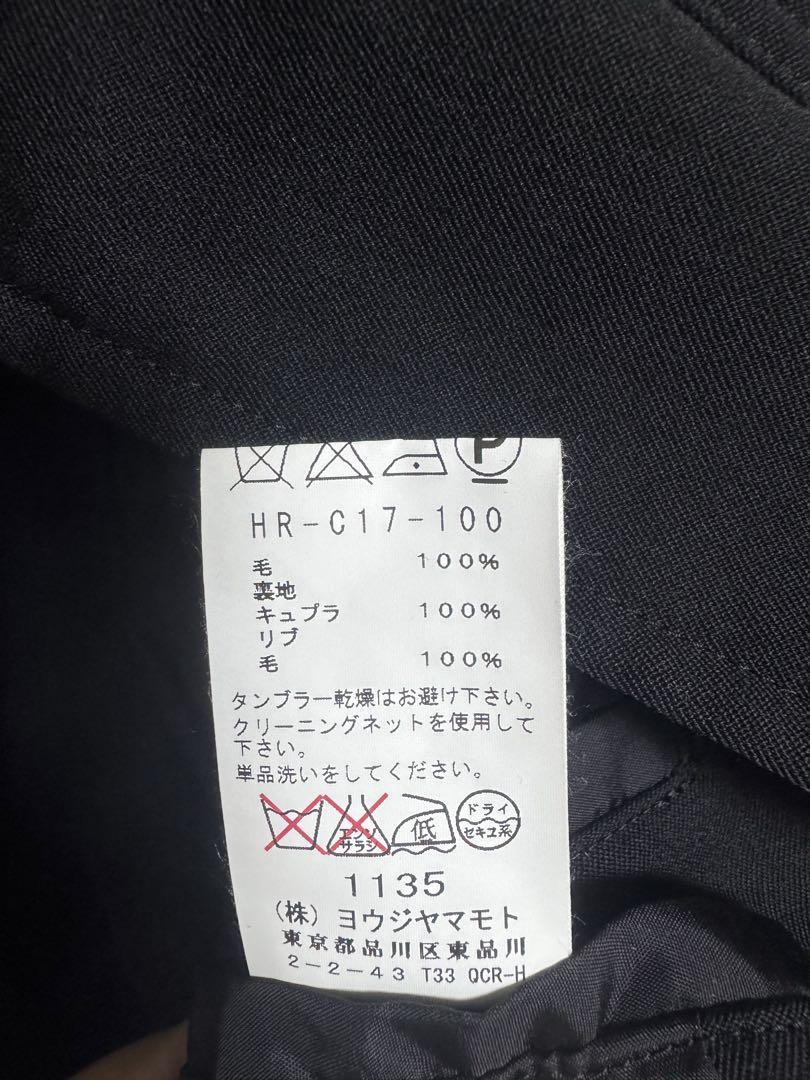 P
HR-C17-100
毛 100%
裏地
キュプラ 100%
リブ
毛 100%
タンブラー乾燥はお避け下さい。
クリーニングネットを使用して
下さい。
単品洗いをしてください。
エンソ
サラシ
低
ドライ
セキユ系
1135
(株)ヨウジヤマモト
東京都品川区東品川
2-2-43 T33 QCR-H